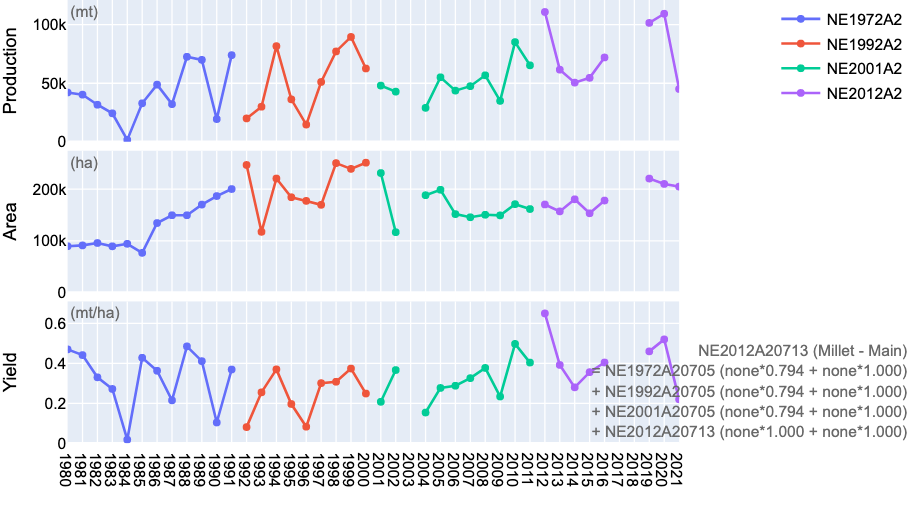 (mt)
100k
50k
0
Production
NE1972A2
NE1992A2
NE2001A2
NE2012A2
(ha)
200k
100k
0
Area
(mt/ha)
0.6
0.4
0.2
0
Yield
NE2012A20713 (Millet - Main)
= NE1972A20705 (none*0.794 + none*1.000)
+ NE1992A20705 (none*0.794 + none*1.000)
+ NE2001A20705 (none*0.794 + none*1.000)
+ NE2012A20713 (none*1.000 + none*1.000)
1980
1981
1982
1983
1984
1985
1986
1987
1988
1989
1990
1991
1992
1993
1994
1995
1996
1997
1998
1999
2000
2001
2002
2004
2005
2006
2007
2008
2009
2010
2011
2012
2013
2014
2015
2016
2019
2020
2021